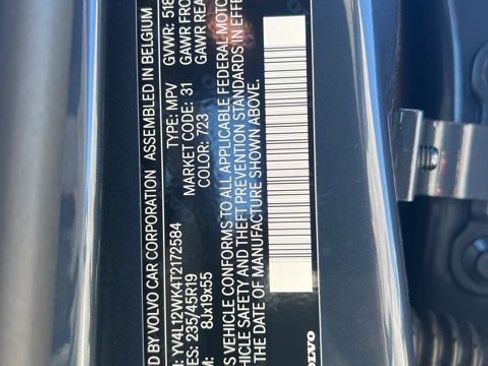 D BY VOLVO CAR CORPORATION ASSEMBLED IN BELGIUM
: YV4L12WK4T2172584 TYPE: MPV GVWR: 518
ES: 235/45R19 MARKET CODE: 31 GAWR FRO
M: 8Jx19x55 COLOR: 723 GAWR REA
S VEHICLE CONFORMS TO ALL APPLICABLE FEDERAL MOTOR
VEHICLE SAFETY AND THEFT PREVENTION STANDARDS IN EFFE
THE DATE OF MANUFACTURE SHOWN ABOVE.
VOLVO